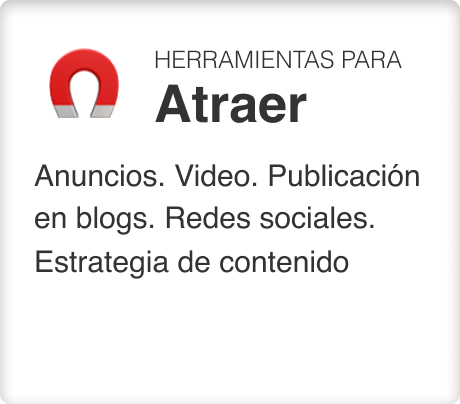 HERRAMIENTAS PARA
Atraer
Anuncios. Video. Publicación
en blogs. Redes sociales.
Estrategia de contenido